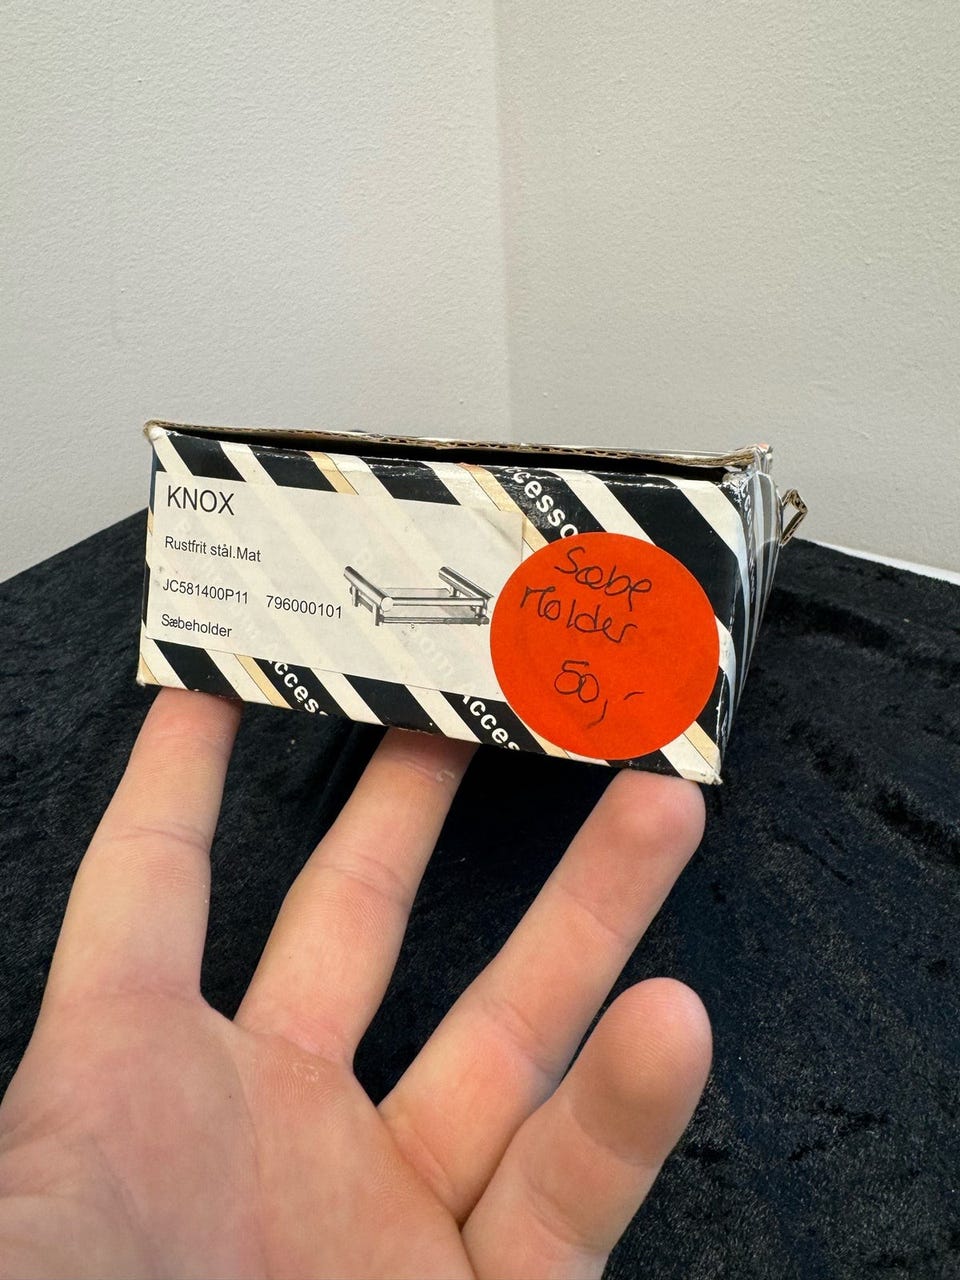 KNOX
Rustfrit stål.Mat
JC581400P11 796000101
Sæbeholder
Sæbe
Holder
50,-